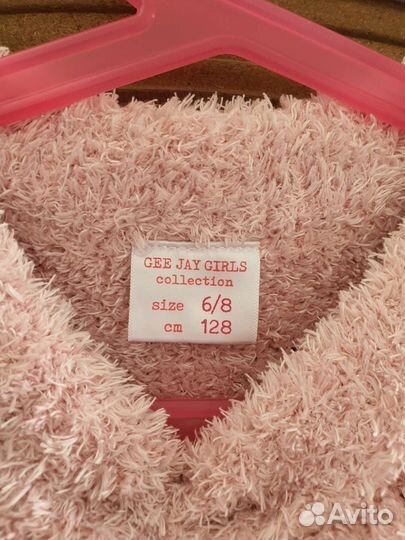 GEE JAY GIRLS
collection
size 6/8
cm 128
Avito